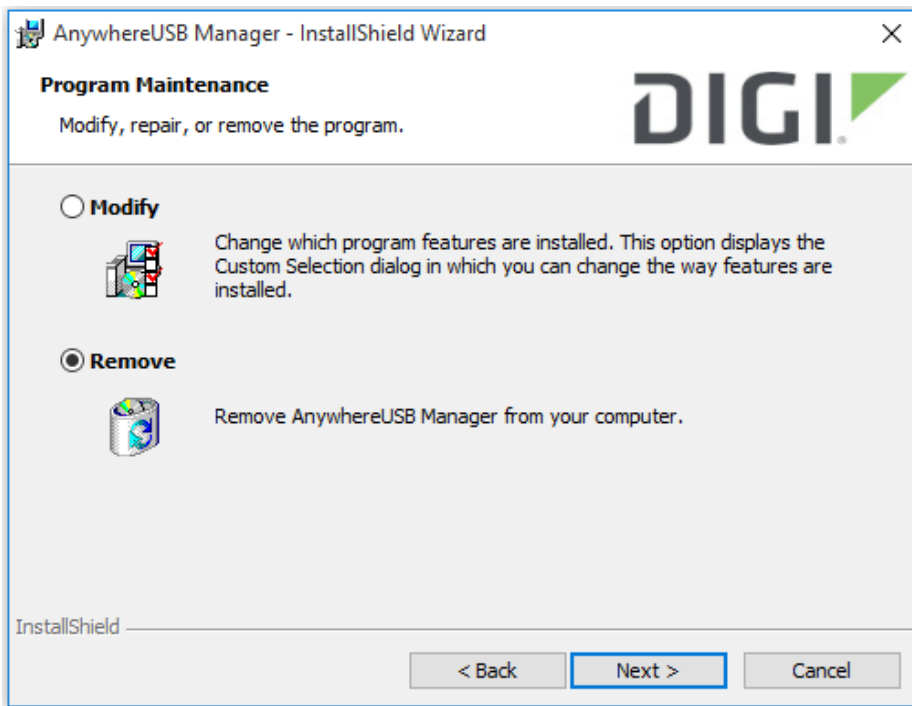 AnywhereUSB Manager - InstallShield Wizard
Program Maintenance
Modify, repair, or remove the program.
DIGI.
Modify
Change which program features are installed. This option displays the
Custom Selection dialog in which you can change the way features are
installed.
Remove
Remove AnywhereUSB Manager from your computer.
InstallShield
< Back
Next >
Cancel